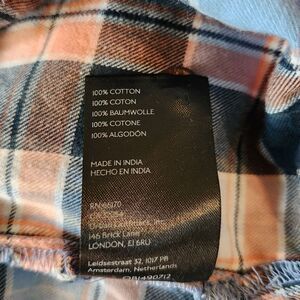 100% COTTON
100% COTON
100% BAUMWOLLE
100% COTONE
100% ALGODÓN
MADE IN INDIA
HECHO EN INDIA
146 Brick Lane
LONDON, E1 6RU
Leidsestraat 32, 1017 PB
Amsterdam, Netherlands